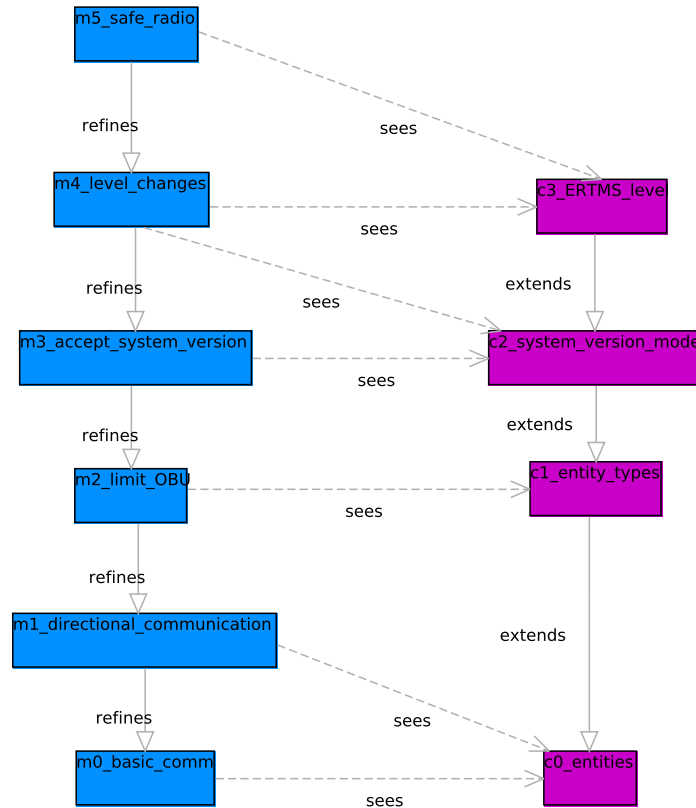 m5_safe_radio
refines
sees
m4_level_changes
c3_ERTMS_level
sees
refines
sees
extends
m3_accept_system_version
c2_system_version_mode
sees
refines
extends
m2_limit_OBU
c1_entity_types
sees
refines
m1_directional_communication
extends
refines
sees
m0_basic_comm
c0_entities
sees